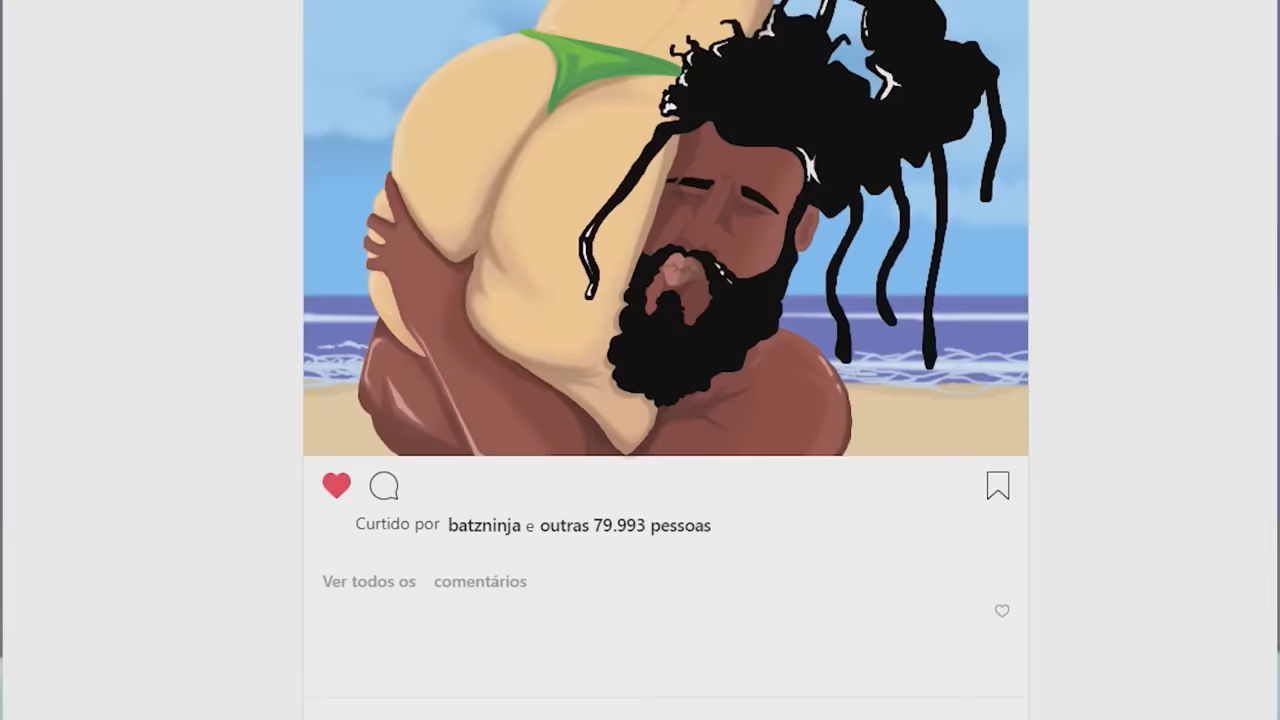 Curtido por batzninja e outras 79.993 pessoas
Ver todos os comentários